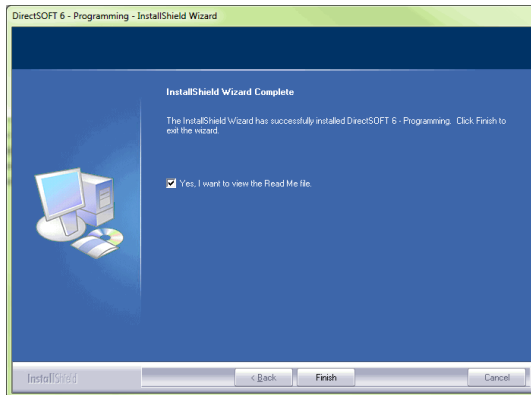 DirectSOFT 6 - Programming - InstallShield Wizard
InstallShield Wizard Complete
The InstallShield Wizard has successfully installed DirectSOFT 6 - Programming. Click Finish to
exit the wizard.
Yes, I want to view the Read Me file.
InstallShield
< Back
Finish
Cancel